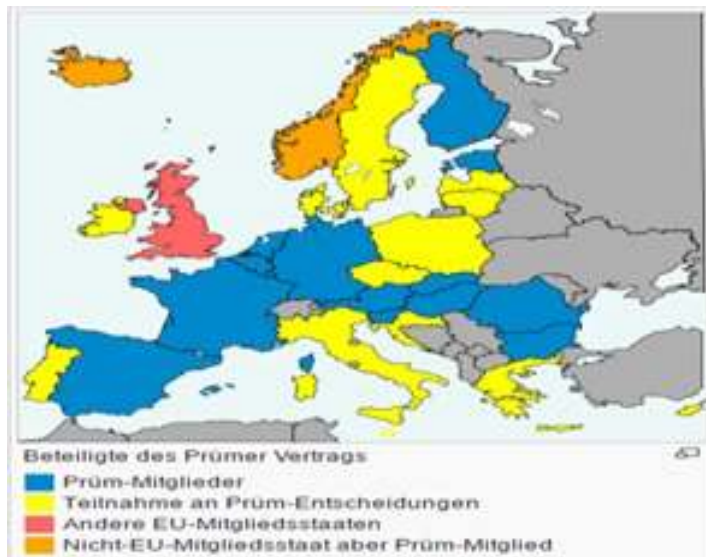 Beteiligte des Prümer Vertrags
Prüm-Mitglieder
Teilnahme an Prüm-Entscheidungen
Andere EU-Mitgliedsstaaten
Nicht-EU-Mitgliedsstaat aber Prüm-Mitglied